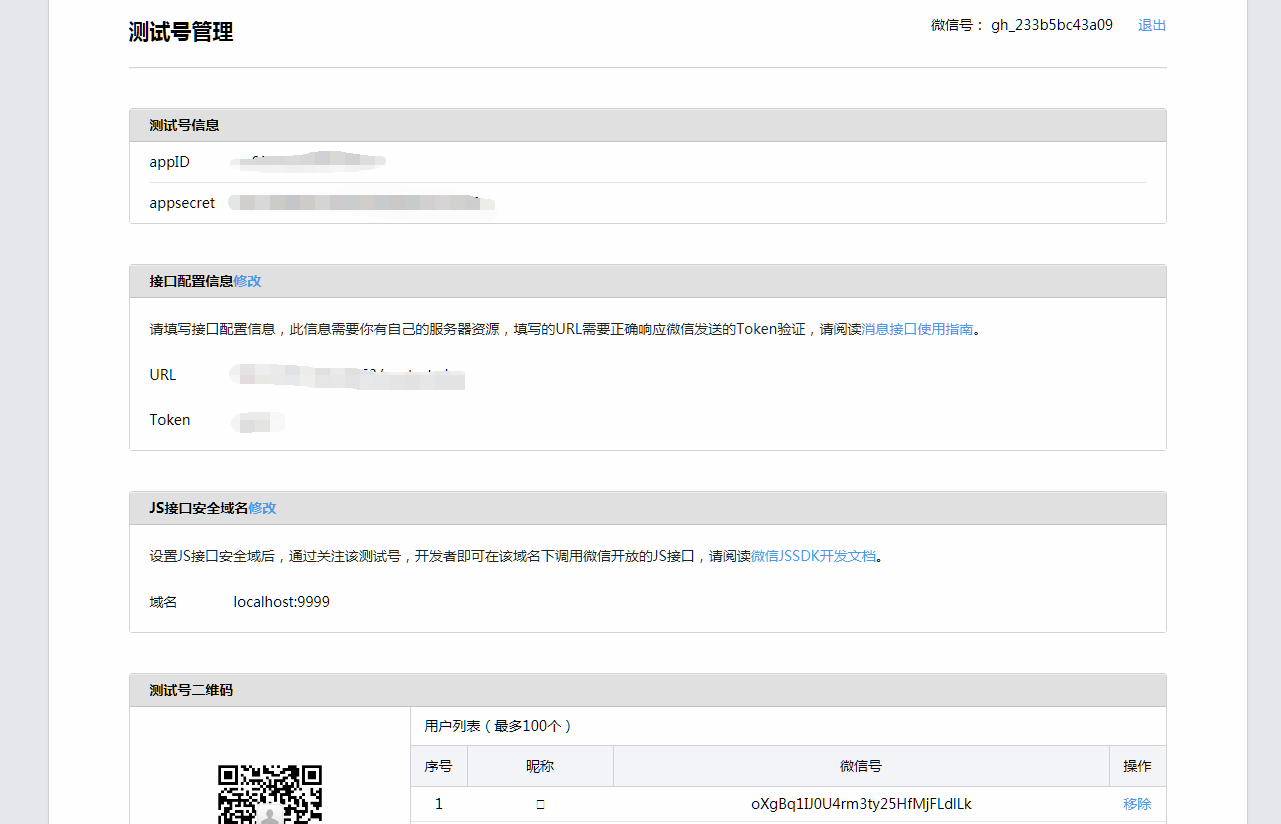 测试号管理
微信号： gh_233b5bc43a09 退出
测试号信息
appID
appsecret
接口配置信息修改
请填写接口配置信息，此信息需要你有自己的服务器资源，填写的URL需要正确响应微信发送的Token验证，请阅读消息接口使用指南。
URL
Token
JS接口安全域名修改
设置JS接口安全域后，通过关注该测试号，开发者即可在该域名下调用微信开放的JS接口，请阅读微信JSSDK开发文档。
域名 localhost:9999
测试号二维码
用户列表（最多100个）
序号 昵称 微信号 操作
1 oXgBq1IJ0U4rm3ty25HfMjFLdlLk 移除